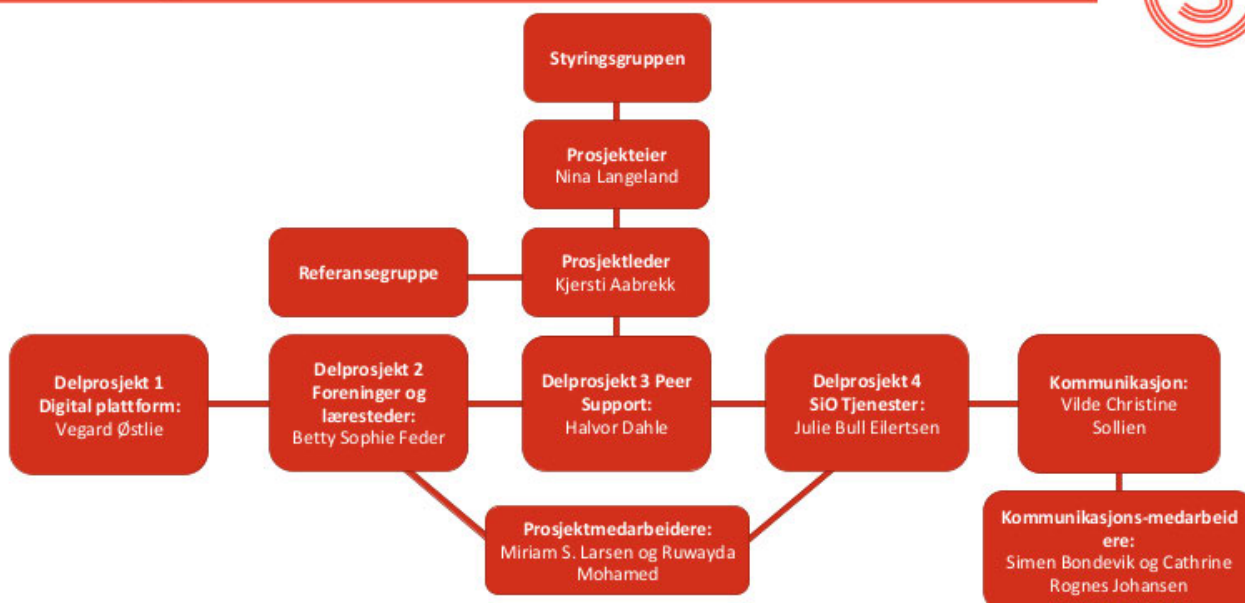 Styringsgruppen
Prosjekteier
Nina Langeland
Referansegruppe
Prosjektleder
Kjersti Aabrekk
Delprosjekt 1
Digital plattform:
Vegard Østlie
Delprosjekt 2
Foreninger og
læresteder:
Betty Sophie Feder
Delprosjekt 3 Peer
Support:
Halvor Dahle
Delprosjekt 4
SiO Tjenester:
Julie Bull Eilertsen
Kommunikasjon:
Vilde Christine
Sollien
Prosjektmedarbeidere:
Miriam S. Larsen og Ruwayda
Mohamed
Kommunikasjons-medarbeid
ere:
Simen Bondevik og Cathrine
Rognes Johansen